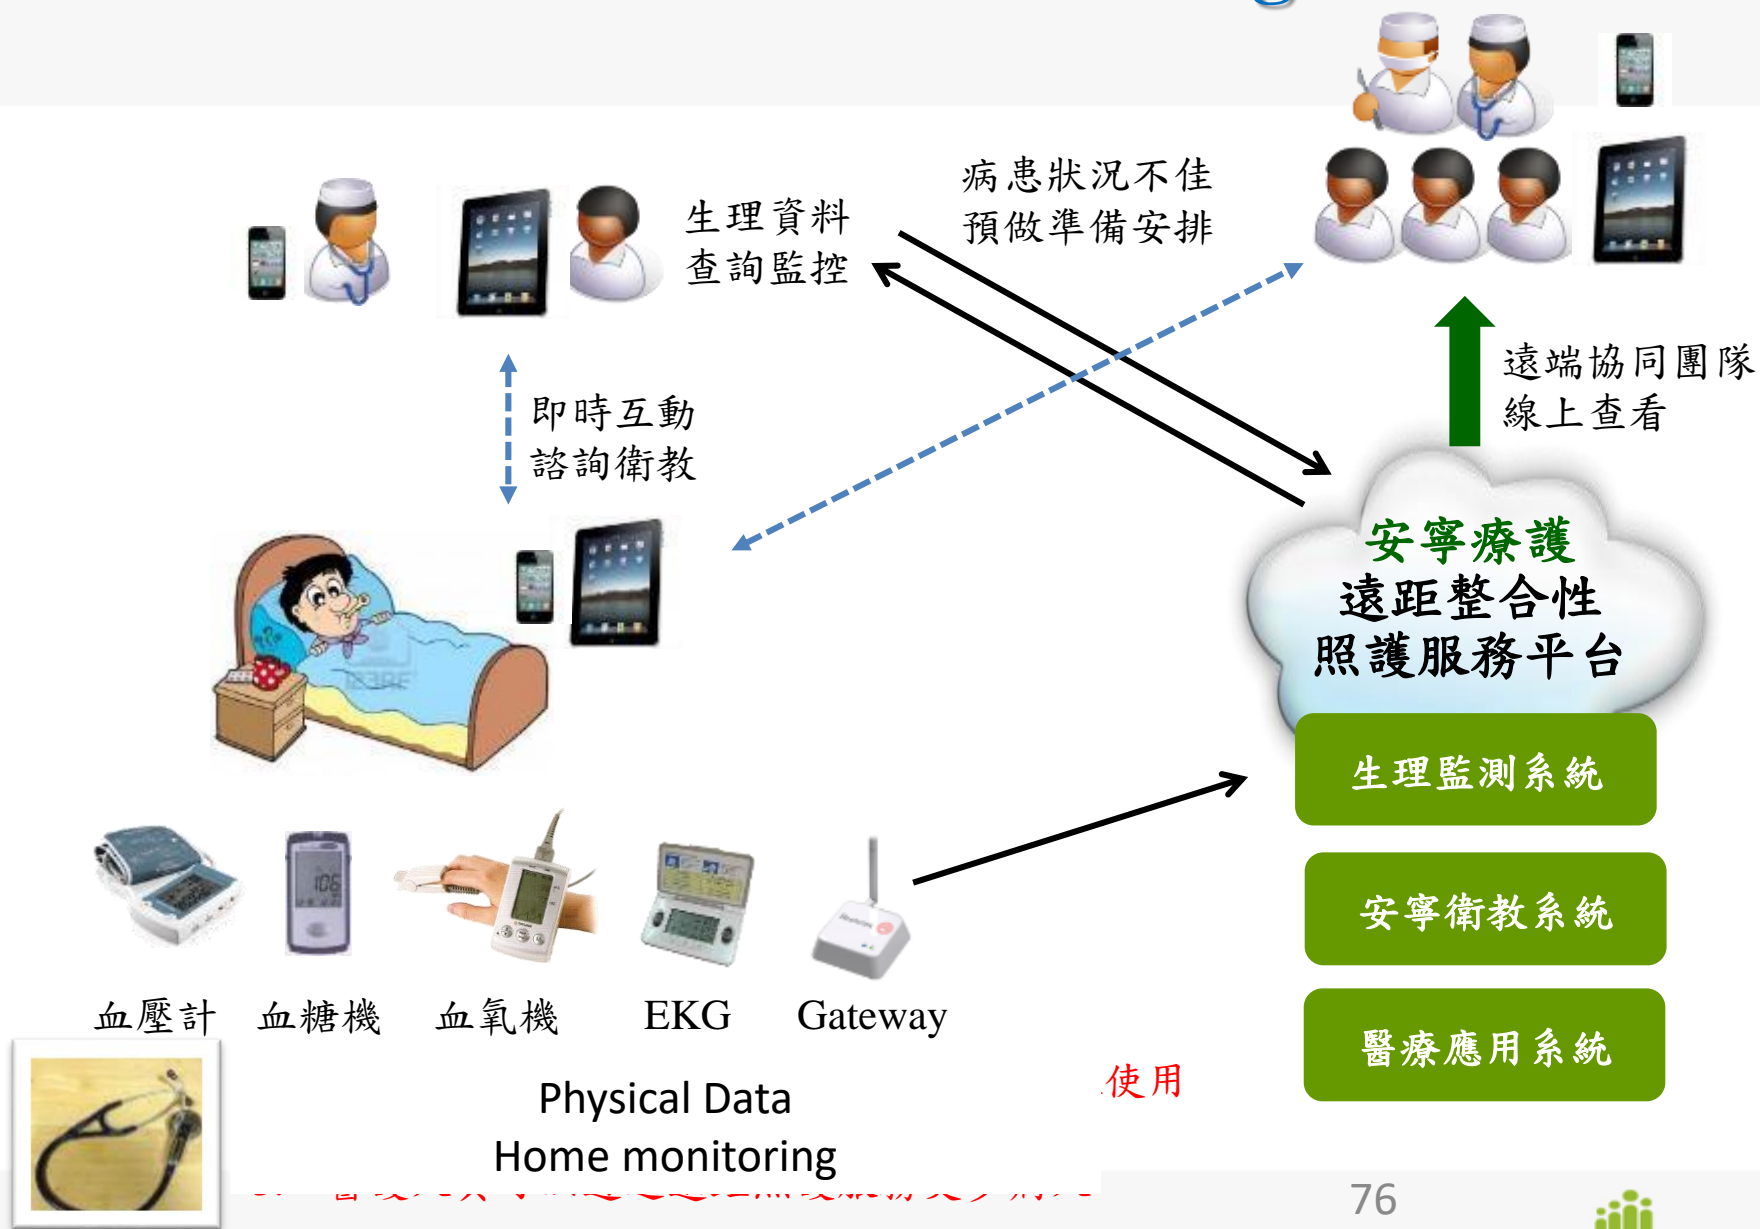 病患狀況不佳
預做準備安排
生理資料
查詢監控
即時互動
諮詢衛教
遠端協同團隊
線上查看
安寧療護
遠距整合性
照護服務平台
生理監測系統
安寧衛教系統
醫療應用系統
血壓計
血糖機
血氧機
EKG
Gateway
使用
Physical Data
Home monitoring
76